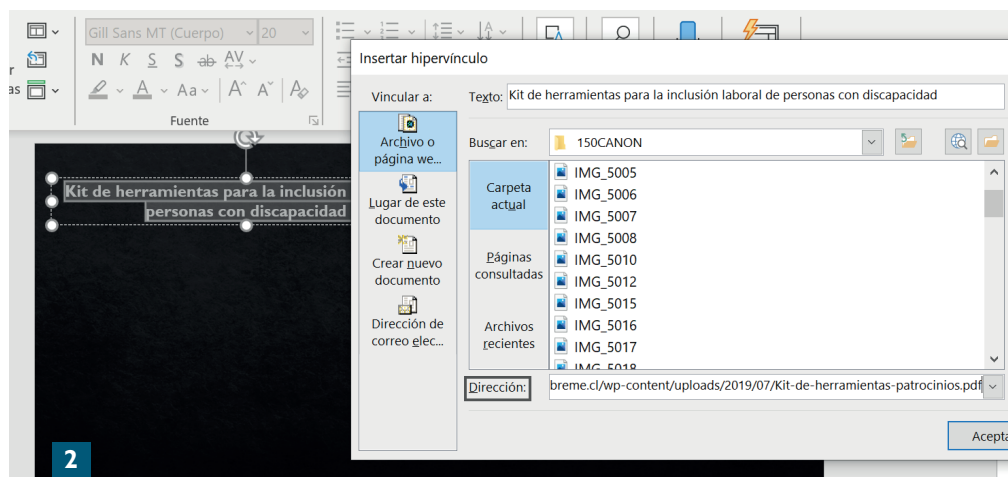 Gill Sans MT (Cuerpo) 20
N K S S ab AV
as A Aa A A A
Fuente
Insertar hipervínculo
Vincular a:
Texto: Kit de herramientas para la inclusión laboral de personas con discapacidad
Archivo o
página we...
Buscar en: 150CANON
Lugar de este
documento
Crear nuevo
documento
Dirección de
correo elec...
Carpeta
actual
Páginas
consultadas
Archivos
recientes
IMG_5005
IMG_5006
IMG_5007
IMG_5008
IMG_5010
IMG_5012
IMG_5015
IMG_5016
IMG_5017
IMG_5018
Dirección: breme.cl/wp-content/uploads/2019/07/Kit-de-herramientas-patrocinios.pdf
Acepta
Kit de herramientas para la inclusión
personas con discapacidad
2